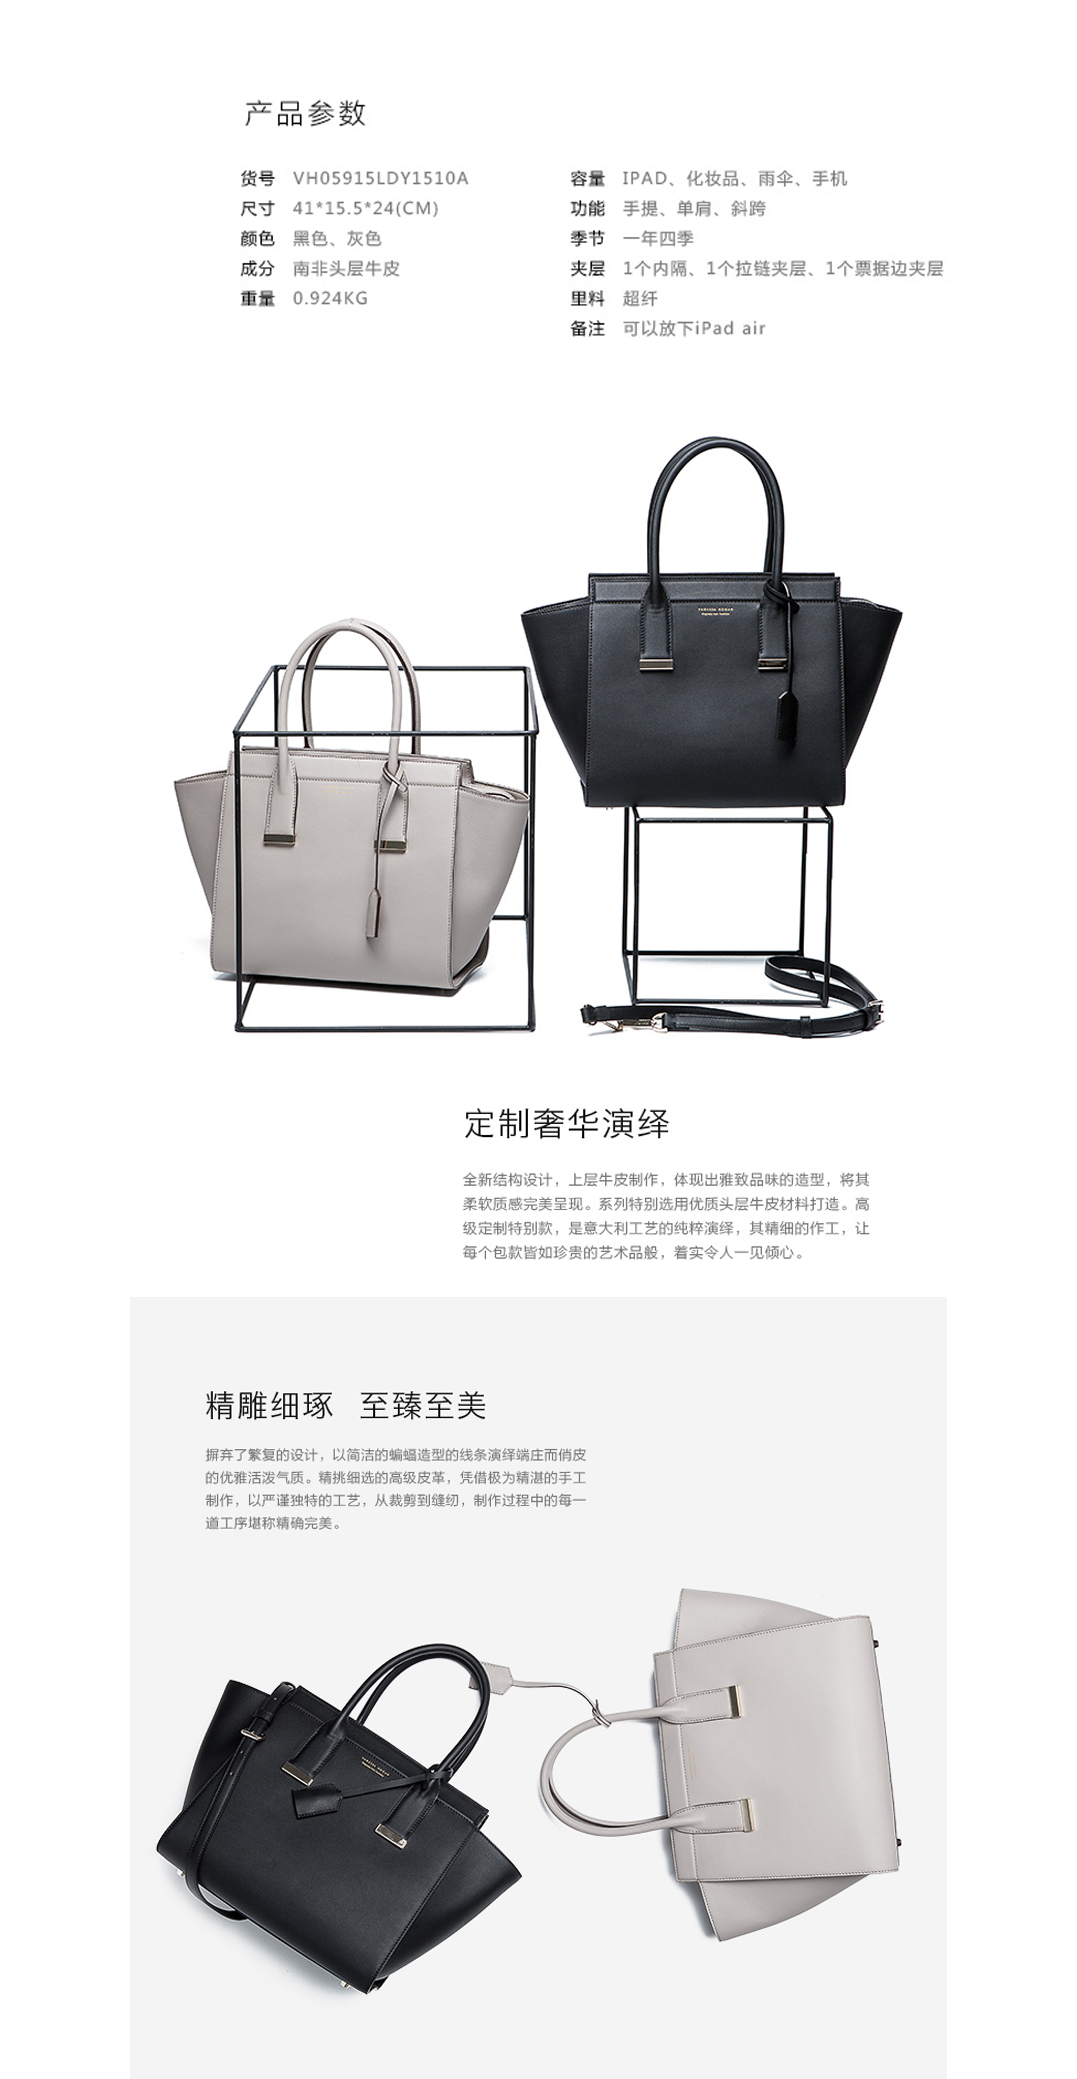 产品参数
货号 VH05915LDY1510A
尺寸 41*15.5*24(CM)
颜色 黑色、灰色
成分 南非头层牛皮
重量 0.924KG
容量 IPAD、化妆品、雨伞、手机
功能 手提、单肩、斜跨
季节 一年四季
夹层 1个内隔、1个拉链夹层、1个票据边夹层
里料 超纤
备注 可以放下iPad air
定制奢华演绎
全新结构设计，上层牛皮制作，体现出雅致品味的造型，将其
柔软质感完美呈现。系列特别选用优质头层牛皮材料打造。高
级定制特别款，是意大利工艺的纯粹演绎，其精细的作工，让
每个包款皆如珍贵的艺术品般，着实令人一见倾心。
精雕细琢 至臻至美
摒弃了繁复的设计，以简洁的蝙蝠造型的线条演绎端庄而俏皮
的优雅活泼气质。精挑细选的高级皮革，凭借极为精湛的手工
制作，以严谨独特的工艺，从裁剪到缝纫，制作过程中的每一
道工序堪称精确完美。